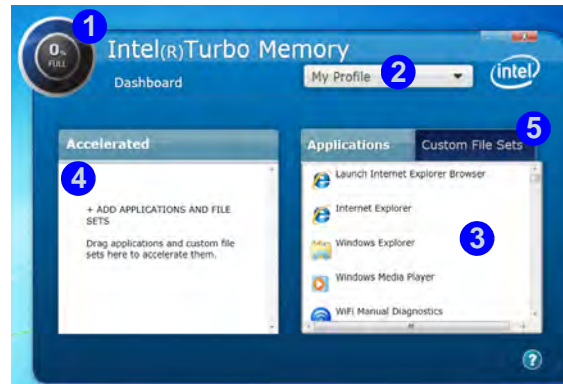 1
0%
FULL
Intel(R)Turbo Memory
Dashboard
My Profile
2
intel
5
Accelerated
Applications
Custom File Sets
4
+ ADD APPLICATIONS AND FILE
SETS
Drag applications and custom file
sets here to accelerate them.
Launch Internet Explorer Browser
Internet Explorer
3
Windows Explorer
Windows Media Player
WiFi Manual Diagnostics
?